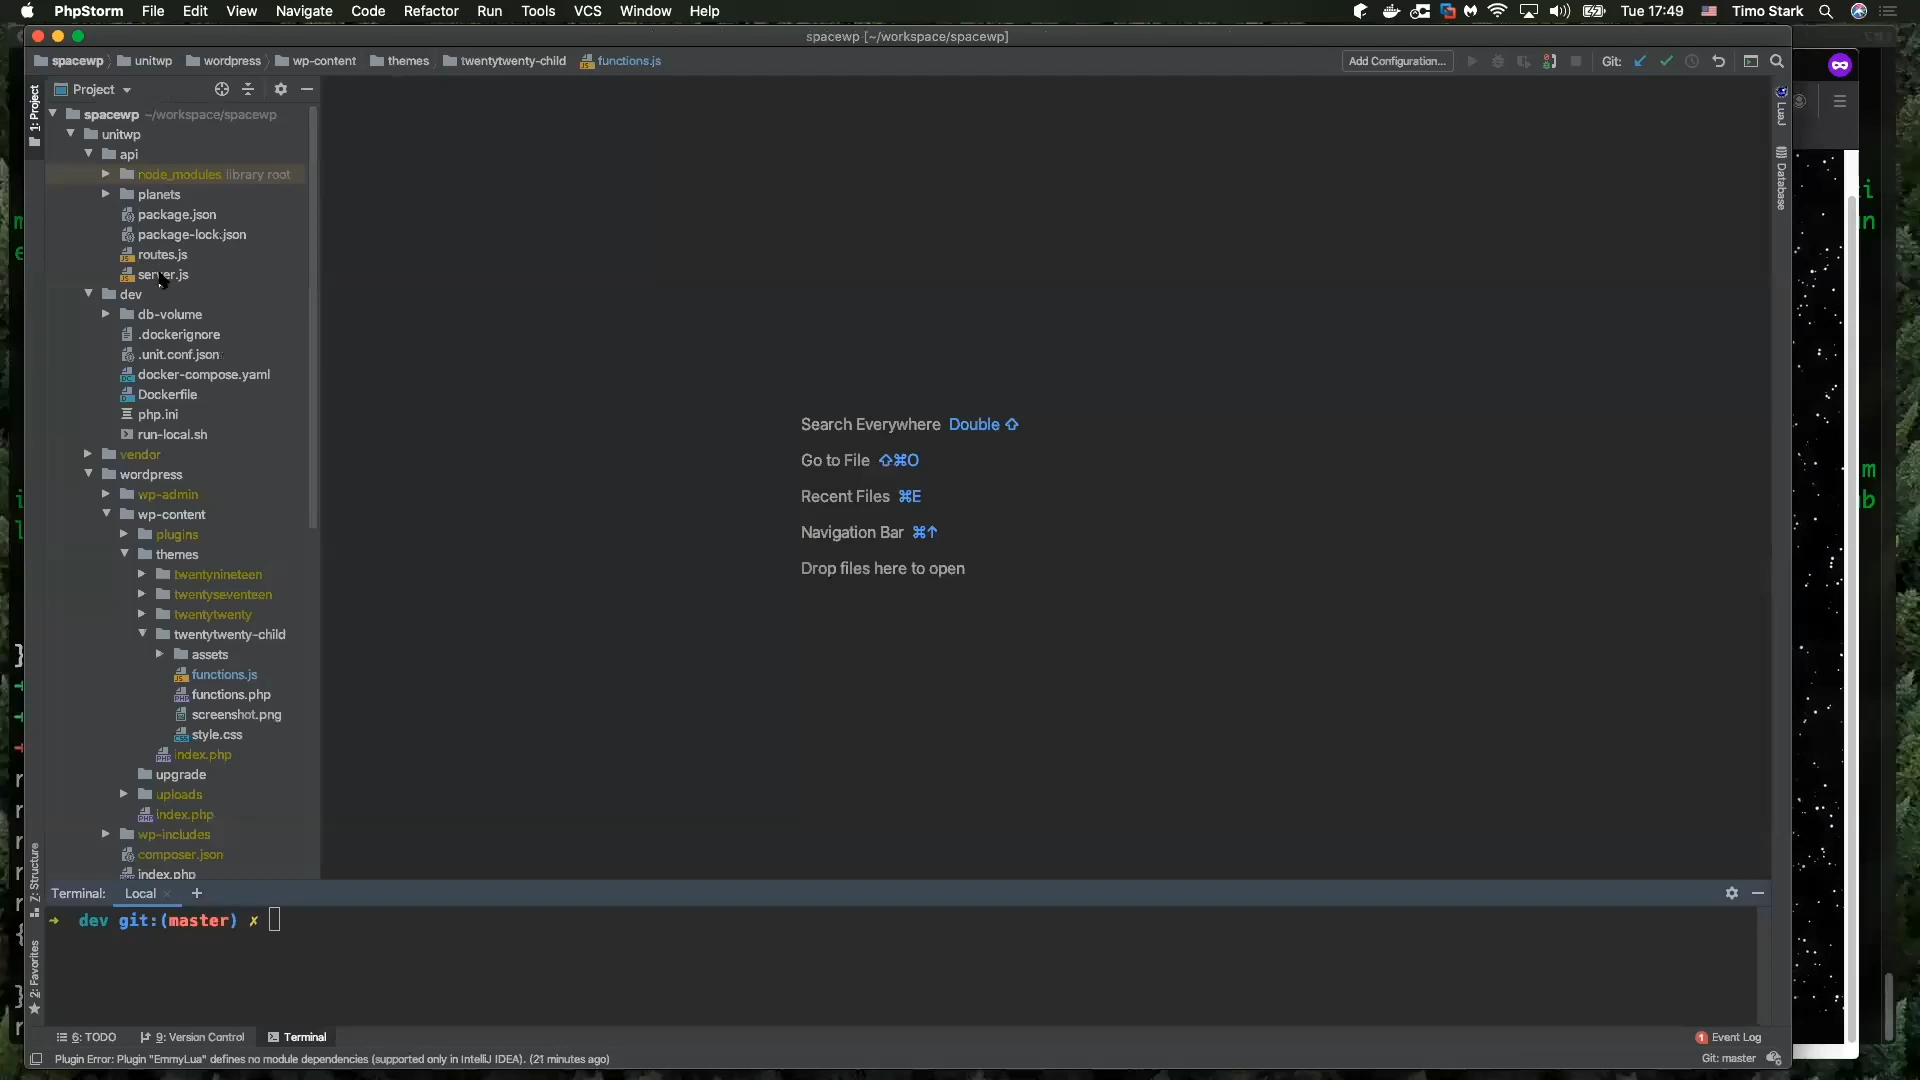 PhpStorm File Edit View Navigate Code Refactor Run Tools VCS Window Help Tue 17:49 Timo Stark
spacewp [~/workspace/spacewp]
spacewp unitwp wordpress wp-content themes twentytwenty-child functions.js Add Configuration... Git:
1: Project
Project
spacewp ~/workspace/spacewp
unitwp
api
node_modules library root
planets
package.json
package-lock.json
routes.js
server.js
dev
db-volume
.dockerignore
.unit.conf.json
docker-compose.yaml
Dockerfile
php.ini
run-local.sh
vendor
wordpress
wp-admin
wp-content
plugins
themes
twentynineteen
twentyseventeen
twentytwenty
twentytwenty-child
assets
functions.js
functions.php
screenshot.png
style.css
index.php
upgrade
uploads
index.php
wp-includes
composer.json
index.php
Search Everywhere Double ⇧
Go to File ⇧⌘O
Recent Files ⌘E
Navigation Bar ⌘↑
Drop files here to open
LuaJ
Database
Z: Structure
2: Favorites
Terminal: Local × +
→ dev git:(master) ✗
6: TODO 9: Version Control Terminal 1 Event Log
Plugin Error: Plugin "EmmyLua" defines no module dependencies (supported only in IntelliJ IDEA). (21 minutes ago) Git: master